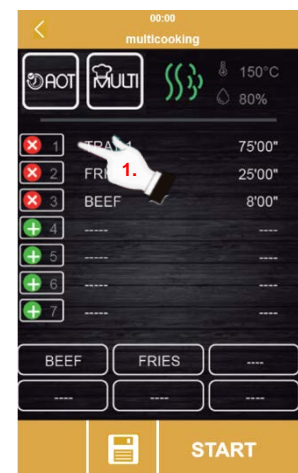 00:00
multicooking
AOT MULTI 150°C
80%
1 75'00"
2 1. 25'00"
3 BEEF 8'00"
4 ----- ----
5 ----- ----
6 ----- ----
7 ----- ----
BEEF FRIES ----
---- ---- ----
START